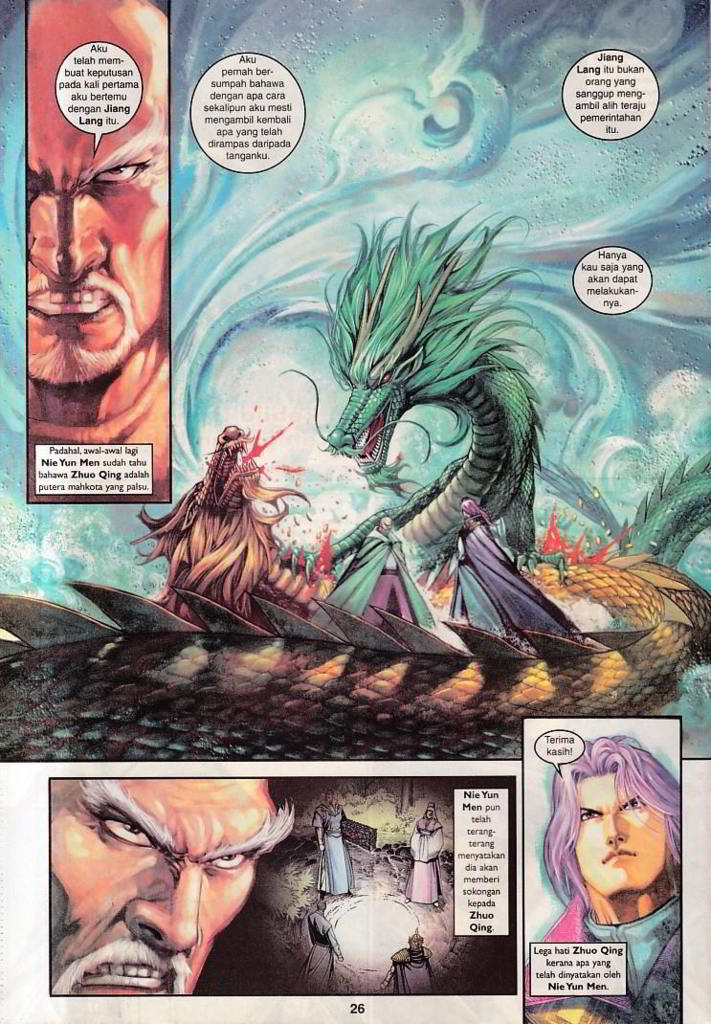 Aku
telah mem-
buat keputusan
pada kali pertama
aku bertemu
dengan Jiang
Lang itu.
Aku
pernah ber-
sumpah bahawa
dengan apa cara
sekalipun aku mesti
mengambil kembali
apa yang telah
dirampas daripada
tanganku.
Jiang
Lang itu bukan
orang yang
sanggup meng-
ambil alih teraju
pemerintahan
itu.
Hanya
kau saja yang
akan dapat
melakukan-
nya.
Padahal, awal-awal lagi
Nie Yun Men sudah tahu
bahawa Zhuo Qing adalah
putera mahkota yang palsu.
Nie Yun
Men pun
telah
terang-
terang
menyatakan
dia akan
memberi
sokongan
kepada
Zhuo
Qing.
Terima
kasih!
Lega hati Zhuo Qing
kerana apa yang
telah dinyatakan oleh
Nie Yun Men.
26